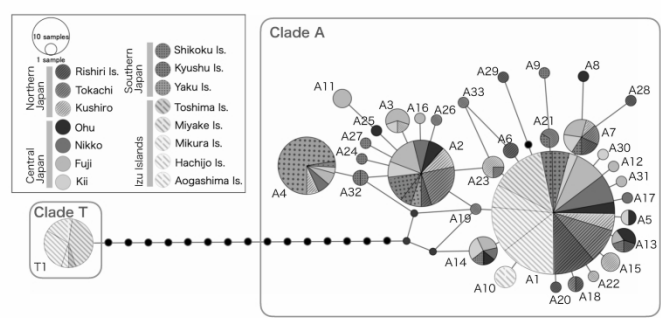 Clade A
10 samples
1 sample
Northern
Japan
Rishiri Is.
Tokachi
Kushiro
Central
Japan
Ohu
Nikko
Fuji
Kii
Southern
Japan
Shikoku Is.
Kyushu Is.
Yaku Is.
Izu Islands
Toshima Is.
Miyake Is.
Mikura Is.
Hachijo Is.
Aogashima Is.
Clade T
T1
A11
A3
A16
A26
A25
A27
A24
A2
A4
A32
A33
A29
A9
A8
A28
A6
A21
A7
A30
A12
A31
A17
A5
A13
A15
A22
A18
A20
A1
A10
A14
A19
A23